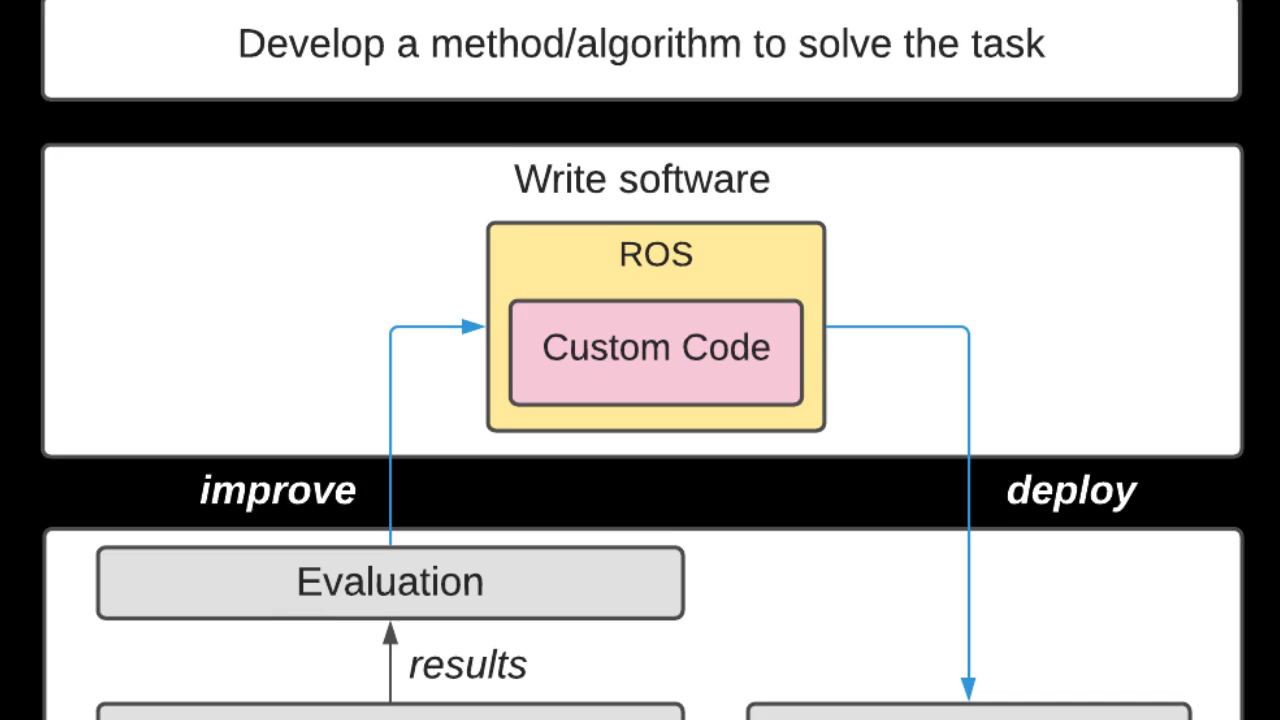 Develop a method/algorithm to solve the task
Write software
ROS
Custom Code
improve
deploy
Evaluation
results